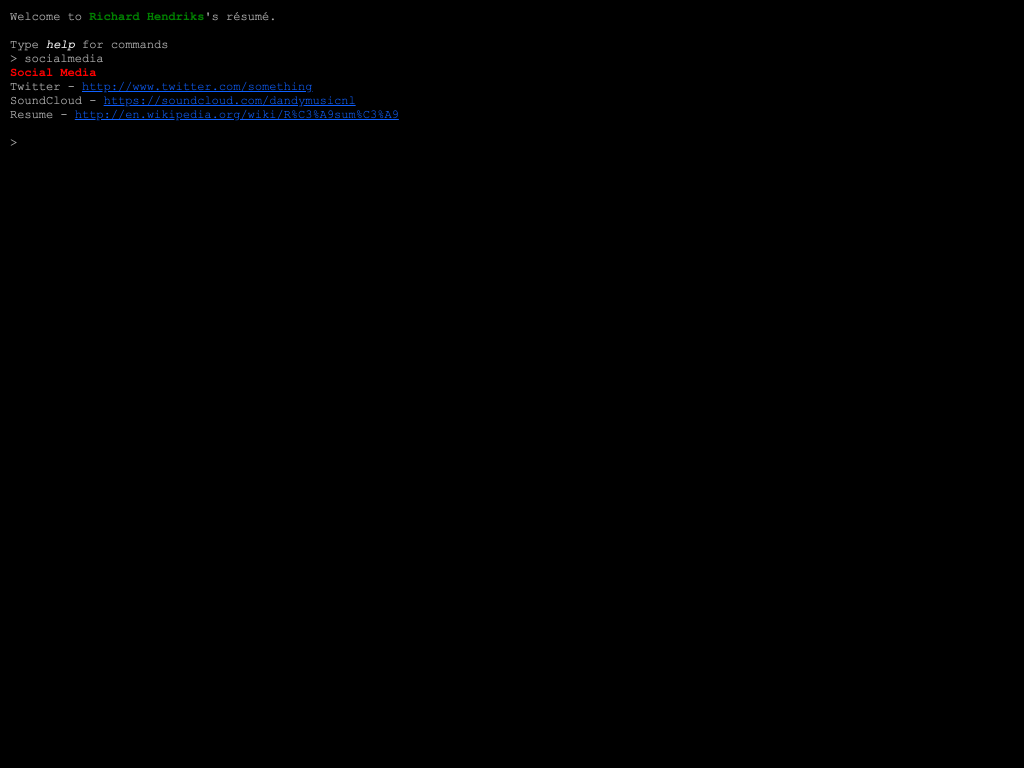 Welcome to Richard Hendriks's résumé.
Type help for commands
> socialmedia
Social Media
Twitter - http://www.twitter.com/something
SoundCloud - https://soundcloud.com/dandymusicnl
Resume - http://en.wikipedia.org/wiki/R%C3%A9sum%C3%A9
>